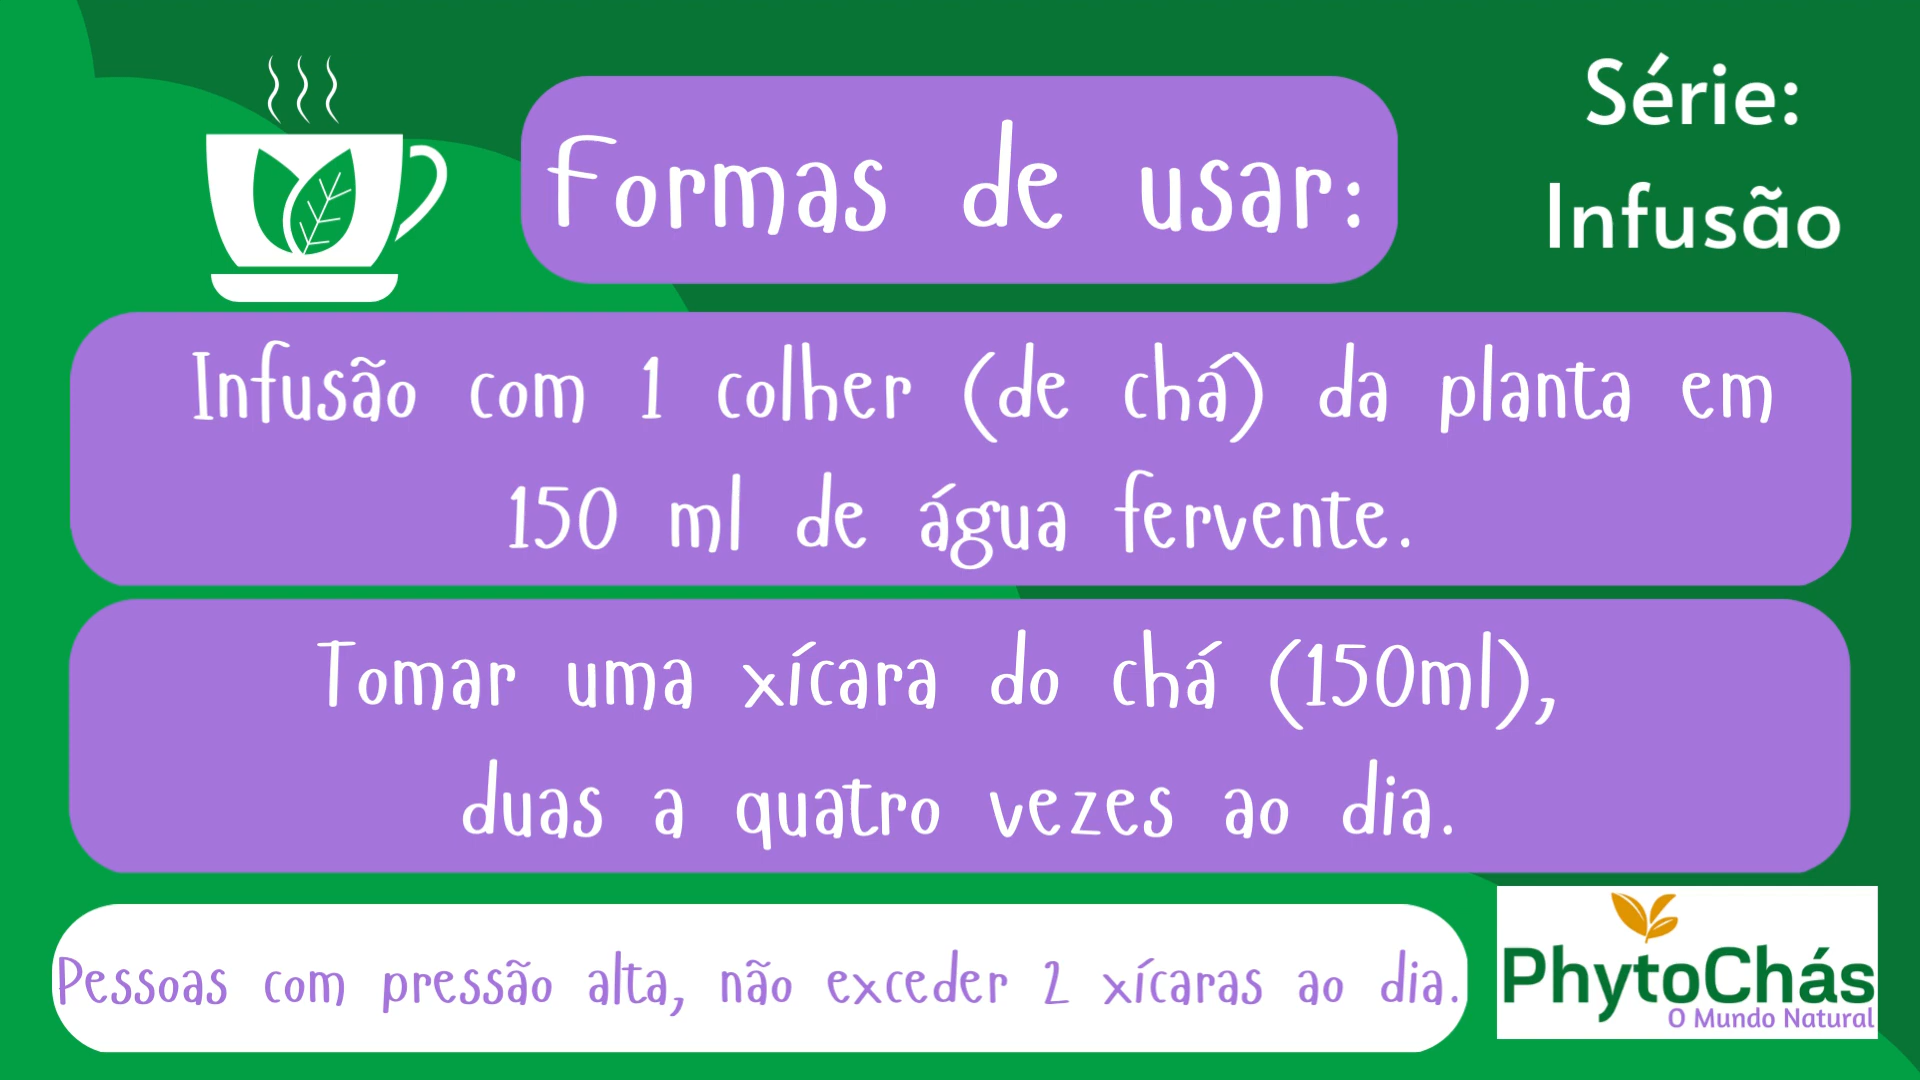 Formas de usar:
Série:
Infusão
Infusão com 1 colher (de chá) da planta em
150 ml de água fervente.
Tomar uma xícara do chá (150ml),
duas a quatro vezes ao dia.
Pessoas com pressão alta, não exceder 2 xícaras ao dia.
PhytoChás
O Mundo Natural